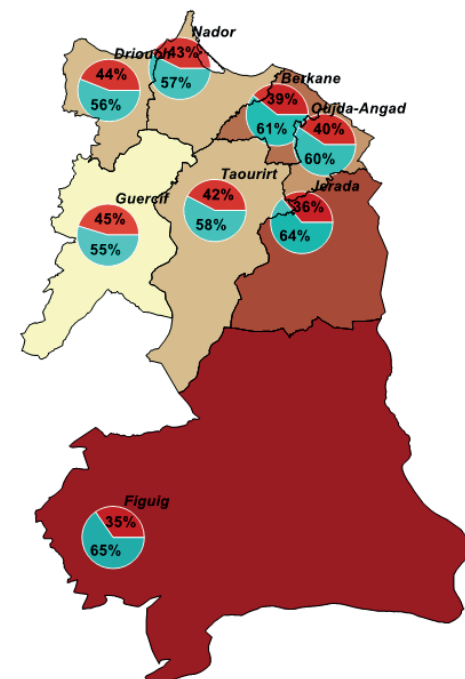 Nador
43%
57%
Driouch
44%
56%
Berkane
39%
61%
Oujda-Angad
40%
60%
Taourirt
42%
58%
Jerada
36%
64%
Guercif
45%
55%
Figuig
35%
65%